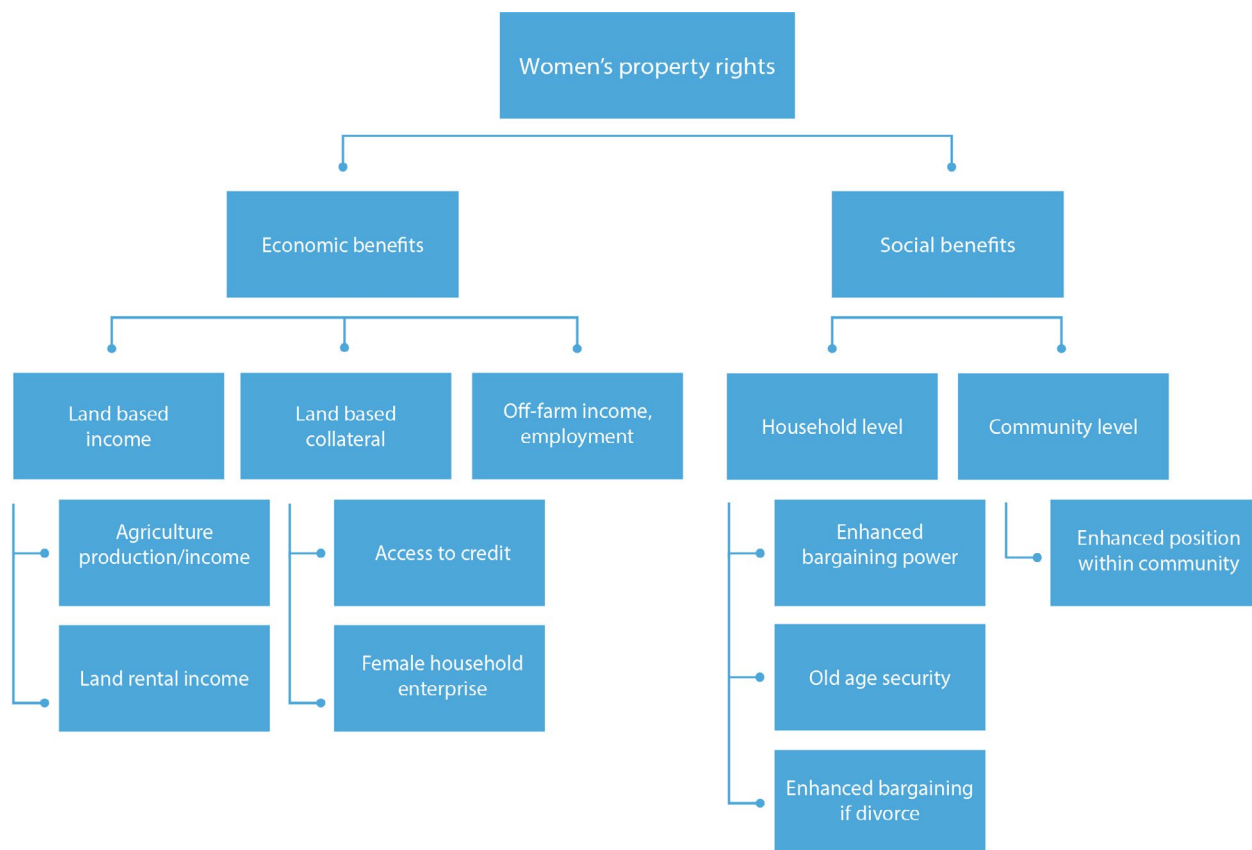 Women’s property rights
Economic benefits
Social benefits
Land based
income
Land based
collateral
Off-farm income,
employment
Household level
Community level
Agriculture
production/income
Access to credit
Enhanced
bargaining power
Enhanced position
within community
Land rental income
Female household
enterprise
Old age security
Enhanced bargaining
if divorce